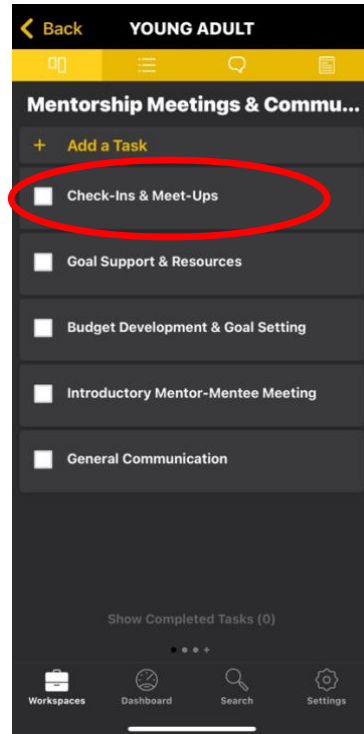 Back YOUNG ADULT
Mentorship Meetings & Commu...
+ Add a Task
Check-Ins & Meet-Ups
Goal Support & Resources
Budget Development & Goal Setting
Introductory Mentor-Mentee Meeting
General Communication
Show Completed Tasks (0)
Workspaces Dashboard Search Settings